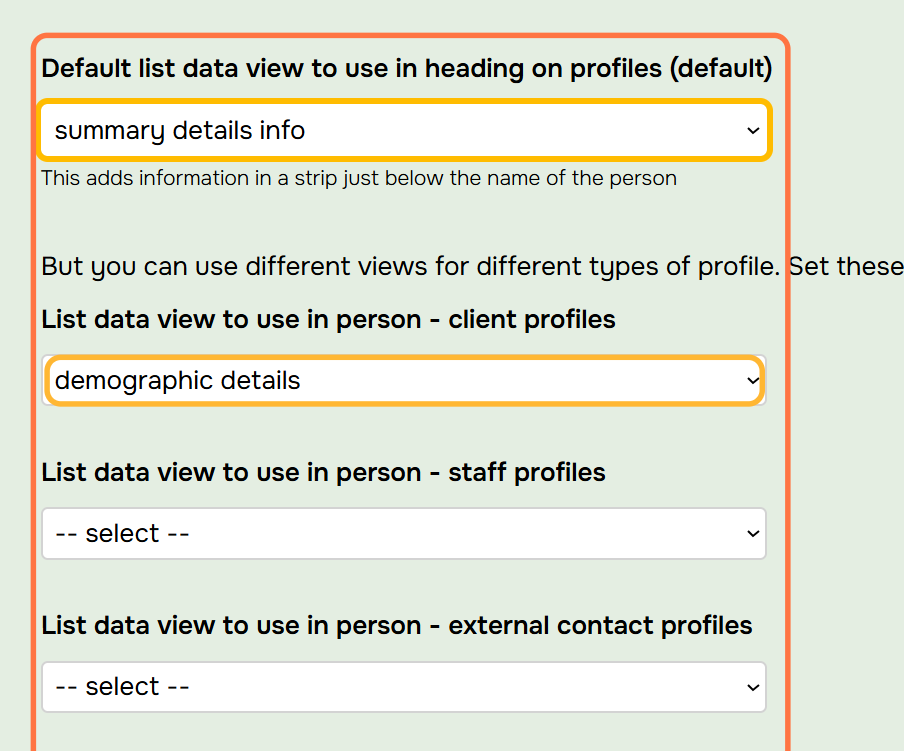 Default list data view to use in heading on profiles (default)
summary details info
This adds information in a strip just below the name of the person
But you can use different views for different types of profile. Set these
List data view to use in person - client profiles
demographic details
List data view to use in person - staff profiles
-- select --
List data view to use in person - external contact profiles
-- select --